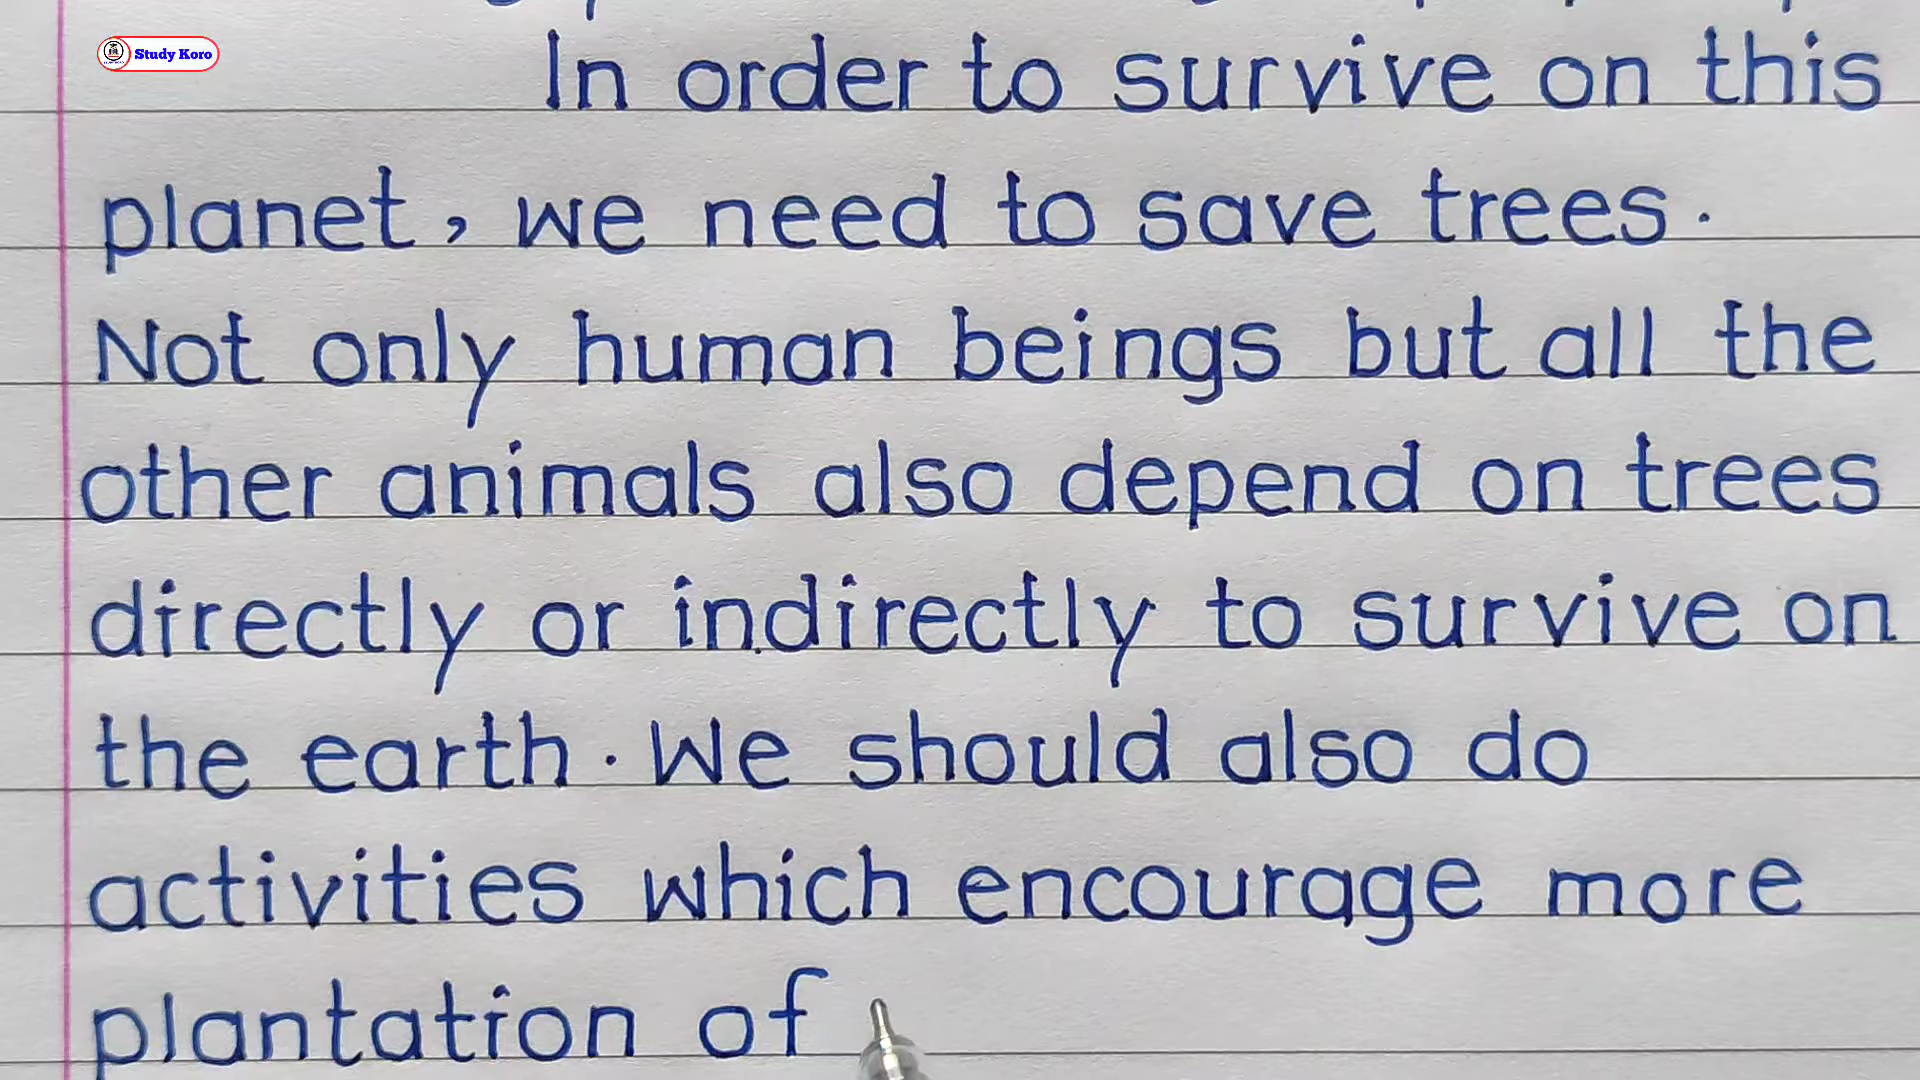 Study Koro
In order to survive on this
planet, we need to save trees.
Not only human beings but all the
other animals also depend on trees
directly or indirectly to survive on
the earth. We should also do
activities which encourage more
plantation of